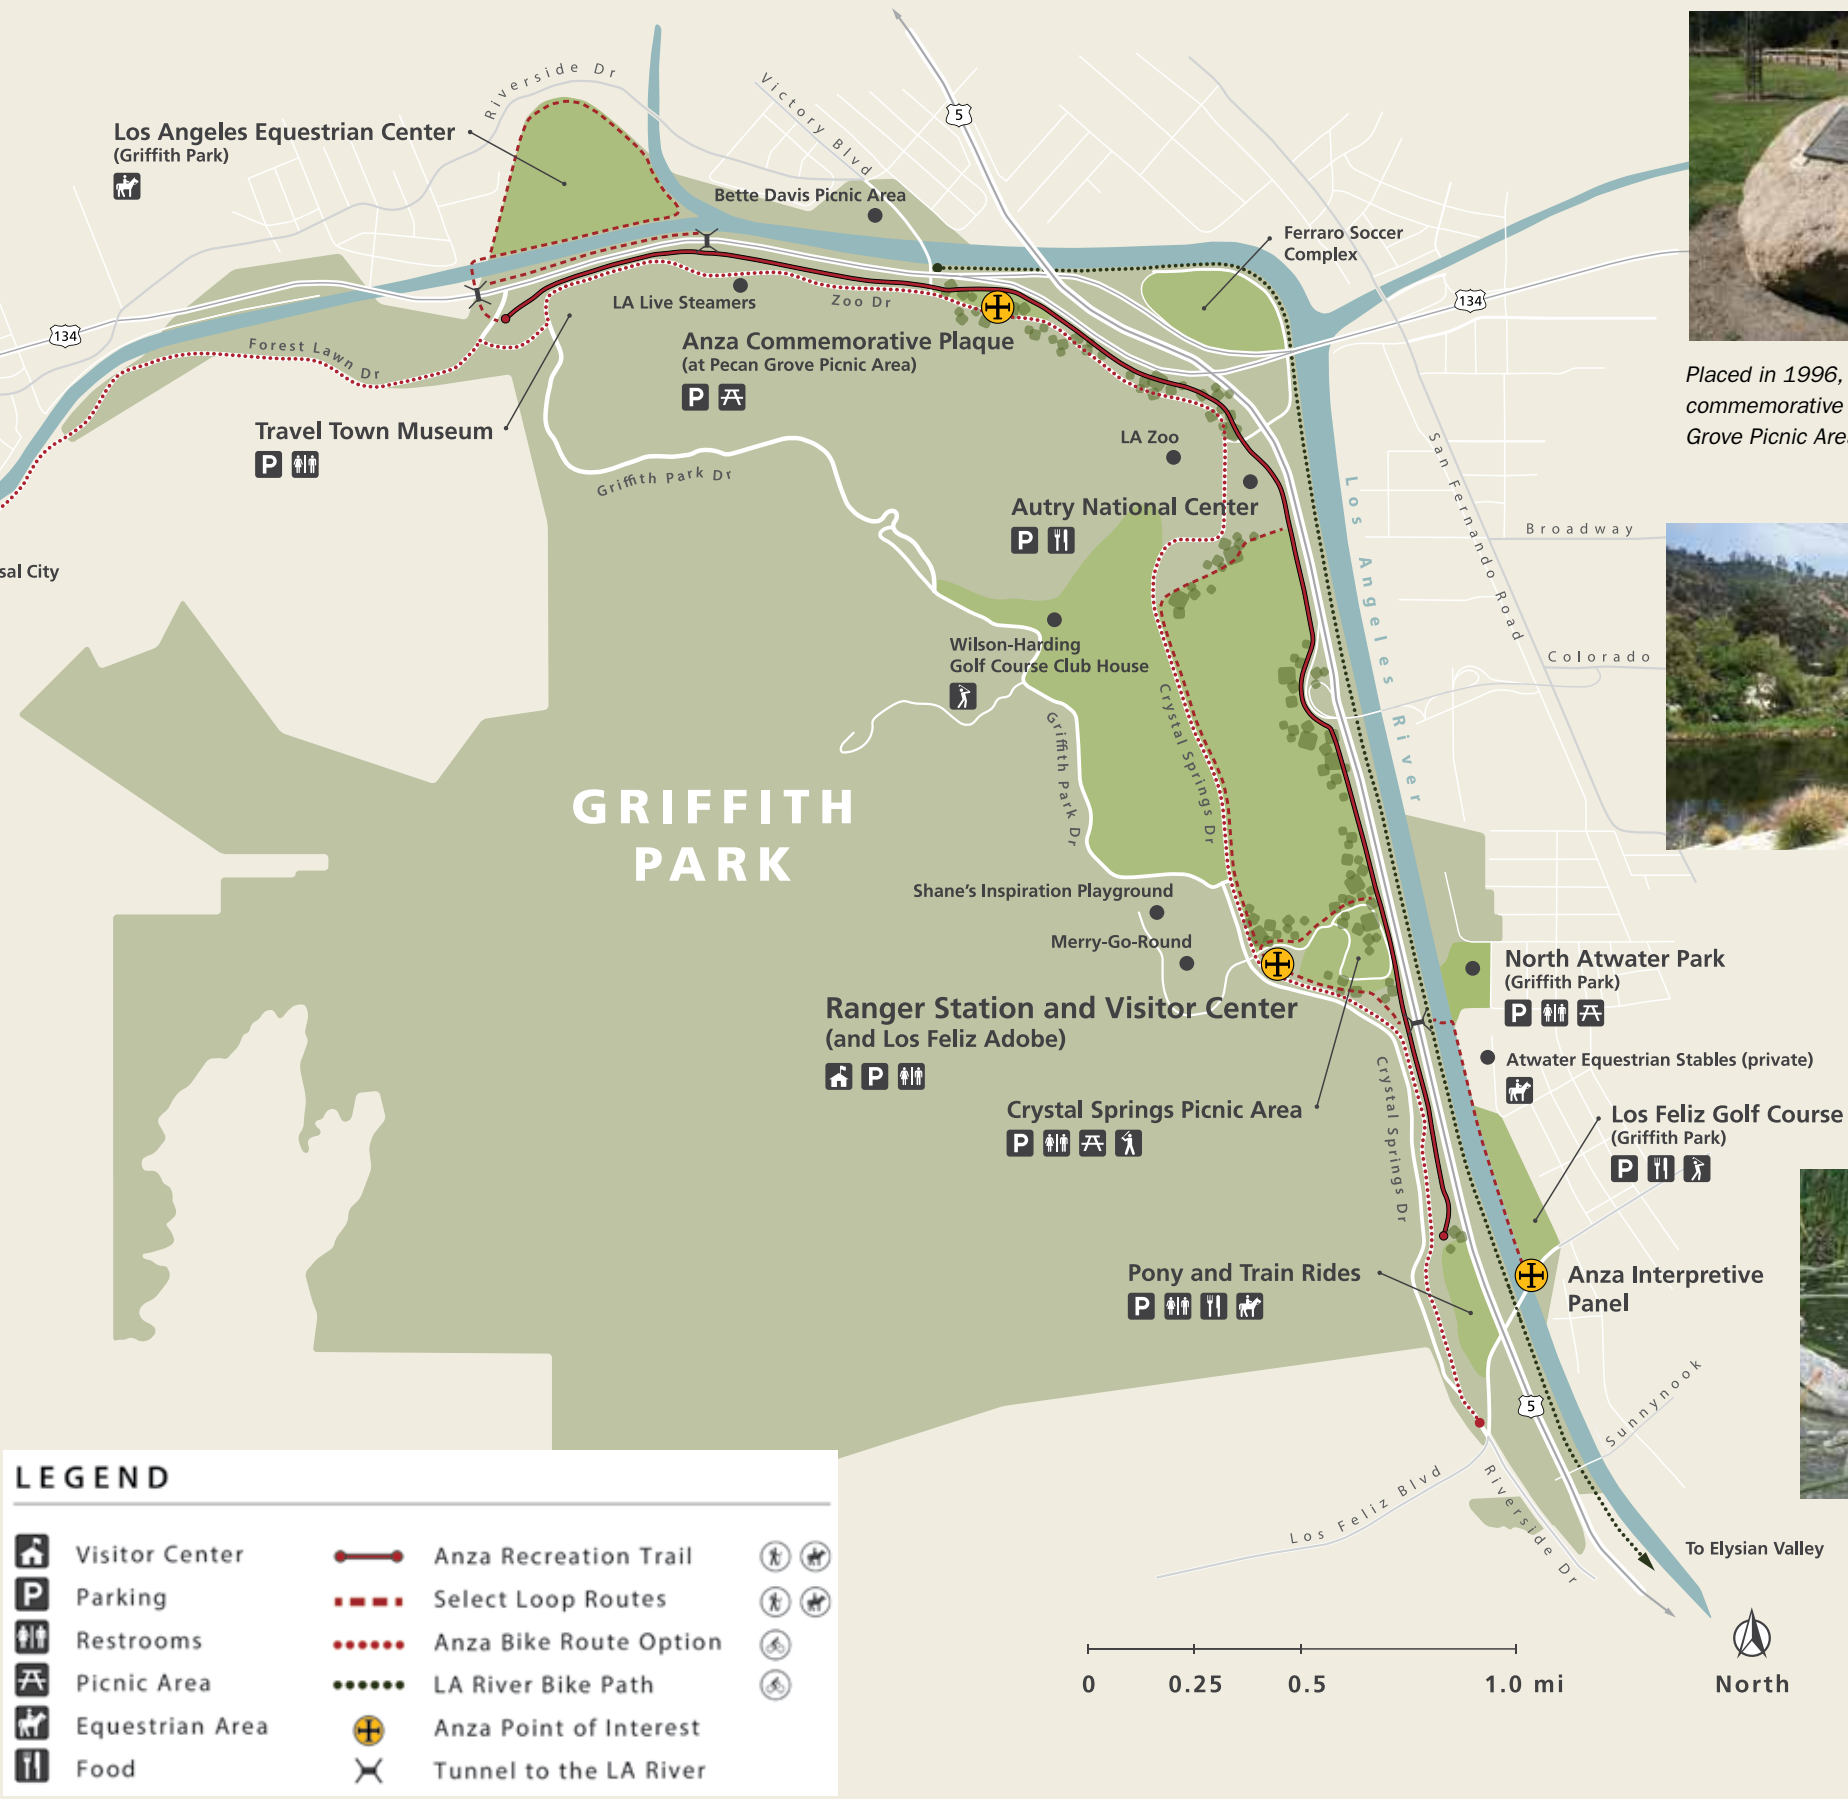 Riverside Dr
Victory Blvd
5
Los Angeles Equestrian Center
(Griffith Park)
Bette Davis Picnic Area
Ferraro Soccer
Complex
134
134
LA Live Steamers
Zoo Dr
Forest Lawn Dr
Anza Commemorative Plaque
(at Pecan Grove Picnic Area)
P
Placed in 1996,
commemorative
Grove Picnic Are
Travel Town Museum
P
Griffith Park Dr
LA Zoo
San Fernando Road
Autry National Center
P
Los Angeles River
Broadway
sal City
Wilson-Harding
Golf Course Club House
Colorado
Griffith Park Dr
Crystal Springs Dr
GRIFFITH
PARK
Shane's Inspiration Playground
Merry-Go-Round
North Atwater Park
(Griffith Park)
P
Ranger Station and Visitor Center
(and Los Feliz Adobe)
P
Atwater Equestrian Stables (private)
Crystal Springs Picnic Area
P
Crystal Springs Dr
Los Feliz Golf Course
(Griffith Park)
P
Pony and Train Rides
P
Anza Interpretive
Panel
5
Sunnynook
Los Feliz Blvd
Riverside Dr
To Elysian Valley
0 0.25 0.5 1.0 mi
North
LEGEND
Visitor Center
P Parking
Restrooms
Picnic Area
Equestrian Area
Food
Anza Recreation Trail
Select Loop Routes
Anza Bike Route Option
LA River Bike Path
Anza Point of Interest
Tunnel to the LA River